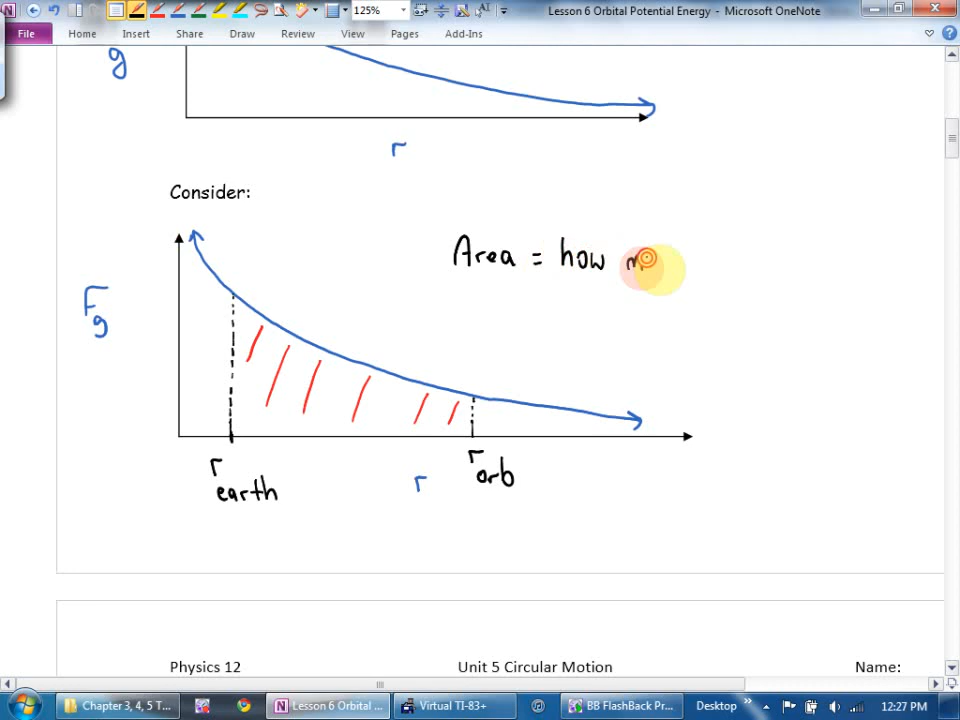 125%
Lesson 6 Orbital Potential Energy - Microsoft OneNote
File Home Insert Share Draw Review View Pages Add-Ins
g
r
Consider:
Area = how m
Fg
r earth
r
r orb
Physics 12 Unit 5 Circular Motion Name:
Chapter 3, 4, 5 T... Lesson 6 Orbital ... Virtual TI-83+ BB FlashBack Pr... Desktop » 12:27 PM